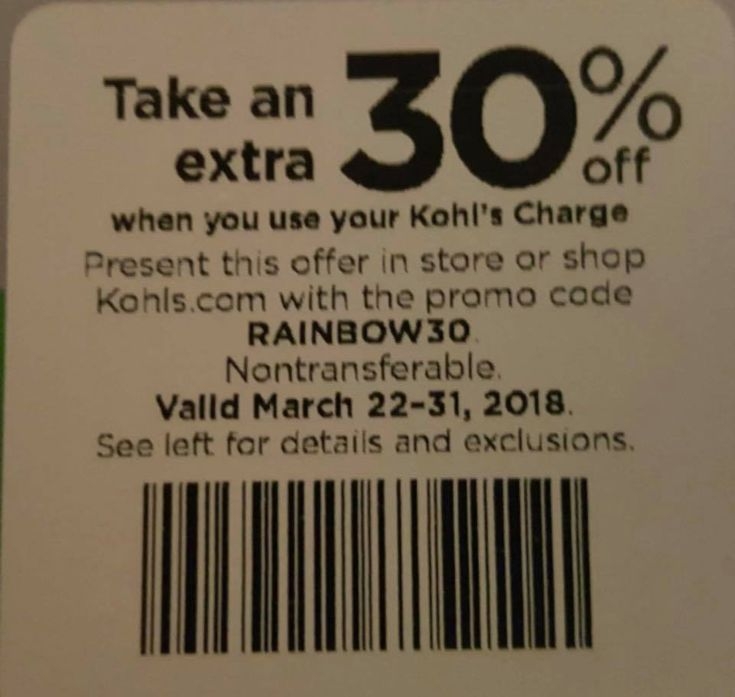 Take an
extra
30%
off
when you use your Kohl's Charge
Present this offer in store or shop
Kohls.com with the promo code
RAINBOW30.
Nontransferable.
Valid March 22-31, 2018.
See left for details and exclusions.